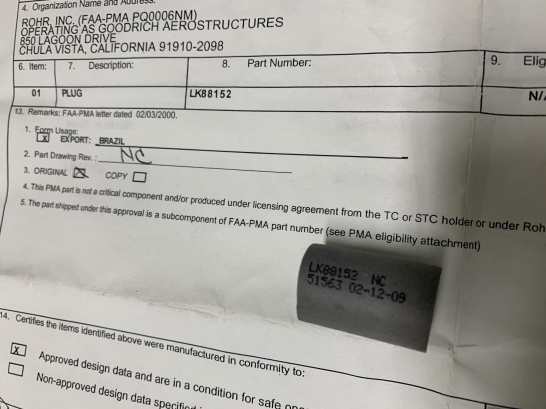 4. Organization Name and Address:
ROHR, INC. (FAA-PMA PQ0006NM)
OPERATING AS GOODRICH AEROSTRUCTURES
850 LAGOON DRIVE
CHULA VISTA, CALIFORNIA 91910-2098
6. Item: 7. Description: 8. Part Number: 9. Elig
01 PLUG LK88152 N/
13. Remarks: FAA-PMA letter dated 02/03/2000.
1. Form Usage:
X EXPORT: BRAZIL
2. Part Drawing Rev. : NC
3. ORIGINAL X COPY
4. This PMA part is not a critical component and/or produced under licensing agreement from the TC or STC holder or under Roh
5. The part shipped under this approval is a subcomponent of FAA-PMA part number (see PMA eligibility attachment)
LK88152 NC
51563 02-12-09
14. Certifies the items identified above were manufactured in conformity to:
X Approved design data and are in a condition for safe
Non-approved design data specified